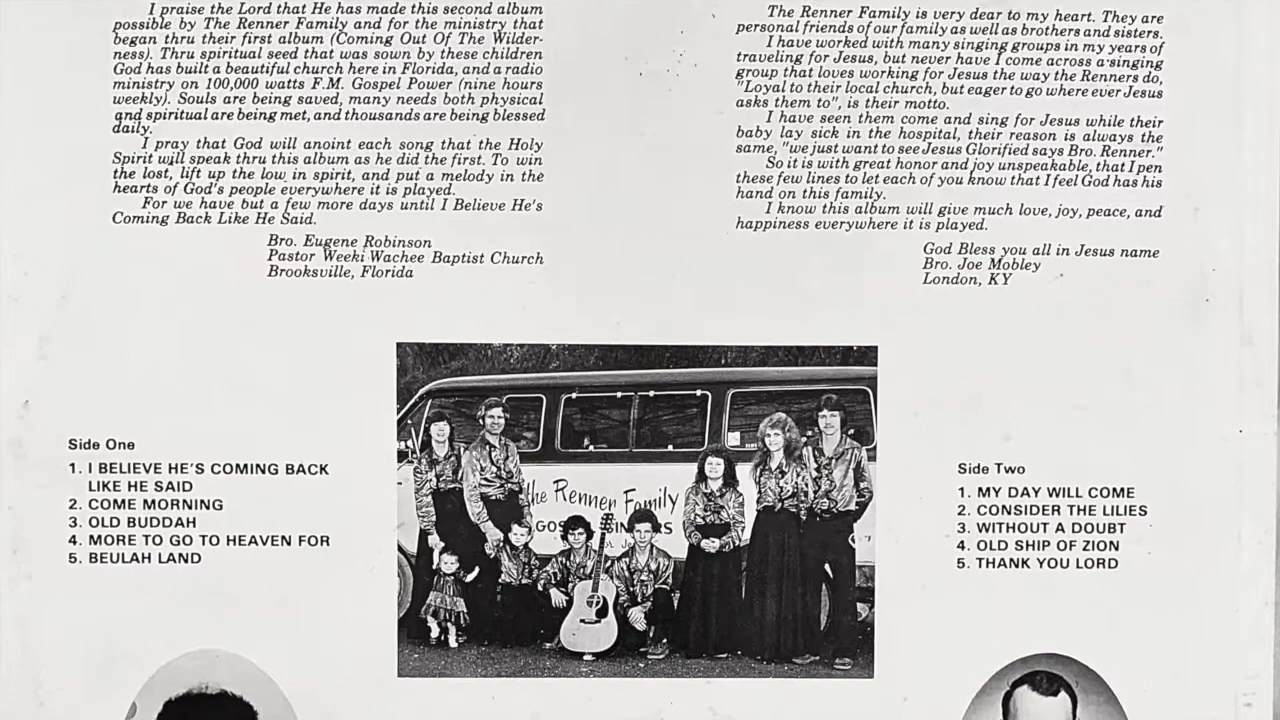 I praise the Lord that He has made this second album
possible by The Renner Family and for the ministry that
began thru their first album (Coming Out Of The Wilder-
ness). Thru spiritual seed that was sown by these children
God has built a beautiful church here in Florida, and a radio
ministry on 100,000 watts F.M. Gospel Power (nine hours
weekly). Souls are being saved, many needs both physical
and spiritual are being met, and thousands are being blessed
daily.
I pray that God will anoint each song that the Holy
Spirit will speak thru this album as he did the first. To win
the lost, lift up the low in spirit, and put a melody in the
hearts of God's people everywhere it is played.
For we have but a few more days until I Believe He's
Coming Back Like He Said.
Bro. Eugene Robinson
Pastor Weeki Wachee Baptist Church
Brooksville, Florida
The Renner Family is very dear to my heart. They are
personal friends of our family as well as brothers and sisters.
I have worked with many singing groups in my years of
traveling for Jesus, but never have I come across a singing
group that loves working for Jesus the way the Renners do,
"Loyal to their local church, but eager to go where ever Jesus
asks them to", is their motto.
I have seen them come and sing for Jesus while their
baby lay sick in the hospital, their reason is always the
same, "we just want to see Jesus Glorified says Bro. Renner."
So it is with great honor and joy unspeakable, that I pen
these few lines to let each of you know that I feel God has his
hand on this family.
I know this album will give much love, joy, peace, and
happiness everywhere it is played.
God Bless you all in Jesus name
Bro. Joe Mobley
London, KY
Side One
1. I BELIEVE HE'S COMING BACK
LIKE HE SAID
2. COME MORNING
3. OLD BUDDAH
4. MORE TO GO TO HEAVEN FOR
5. BEULAH LAND
the Renner Family
Side Two
1. MY DAY WILL COME
2. CONSIDER THE LILIES
3. WITHOUT A DOUBT
4. OLD SHIP OF ZION
5. THANK YOU LORD